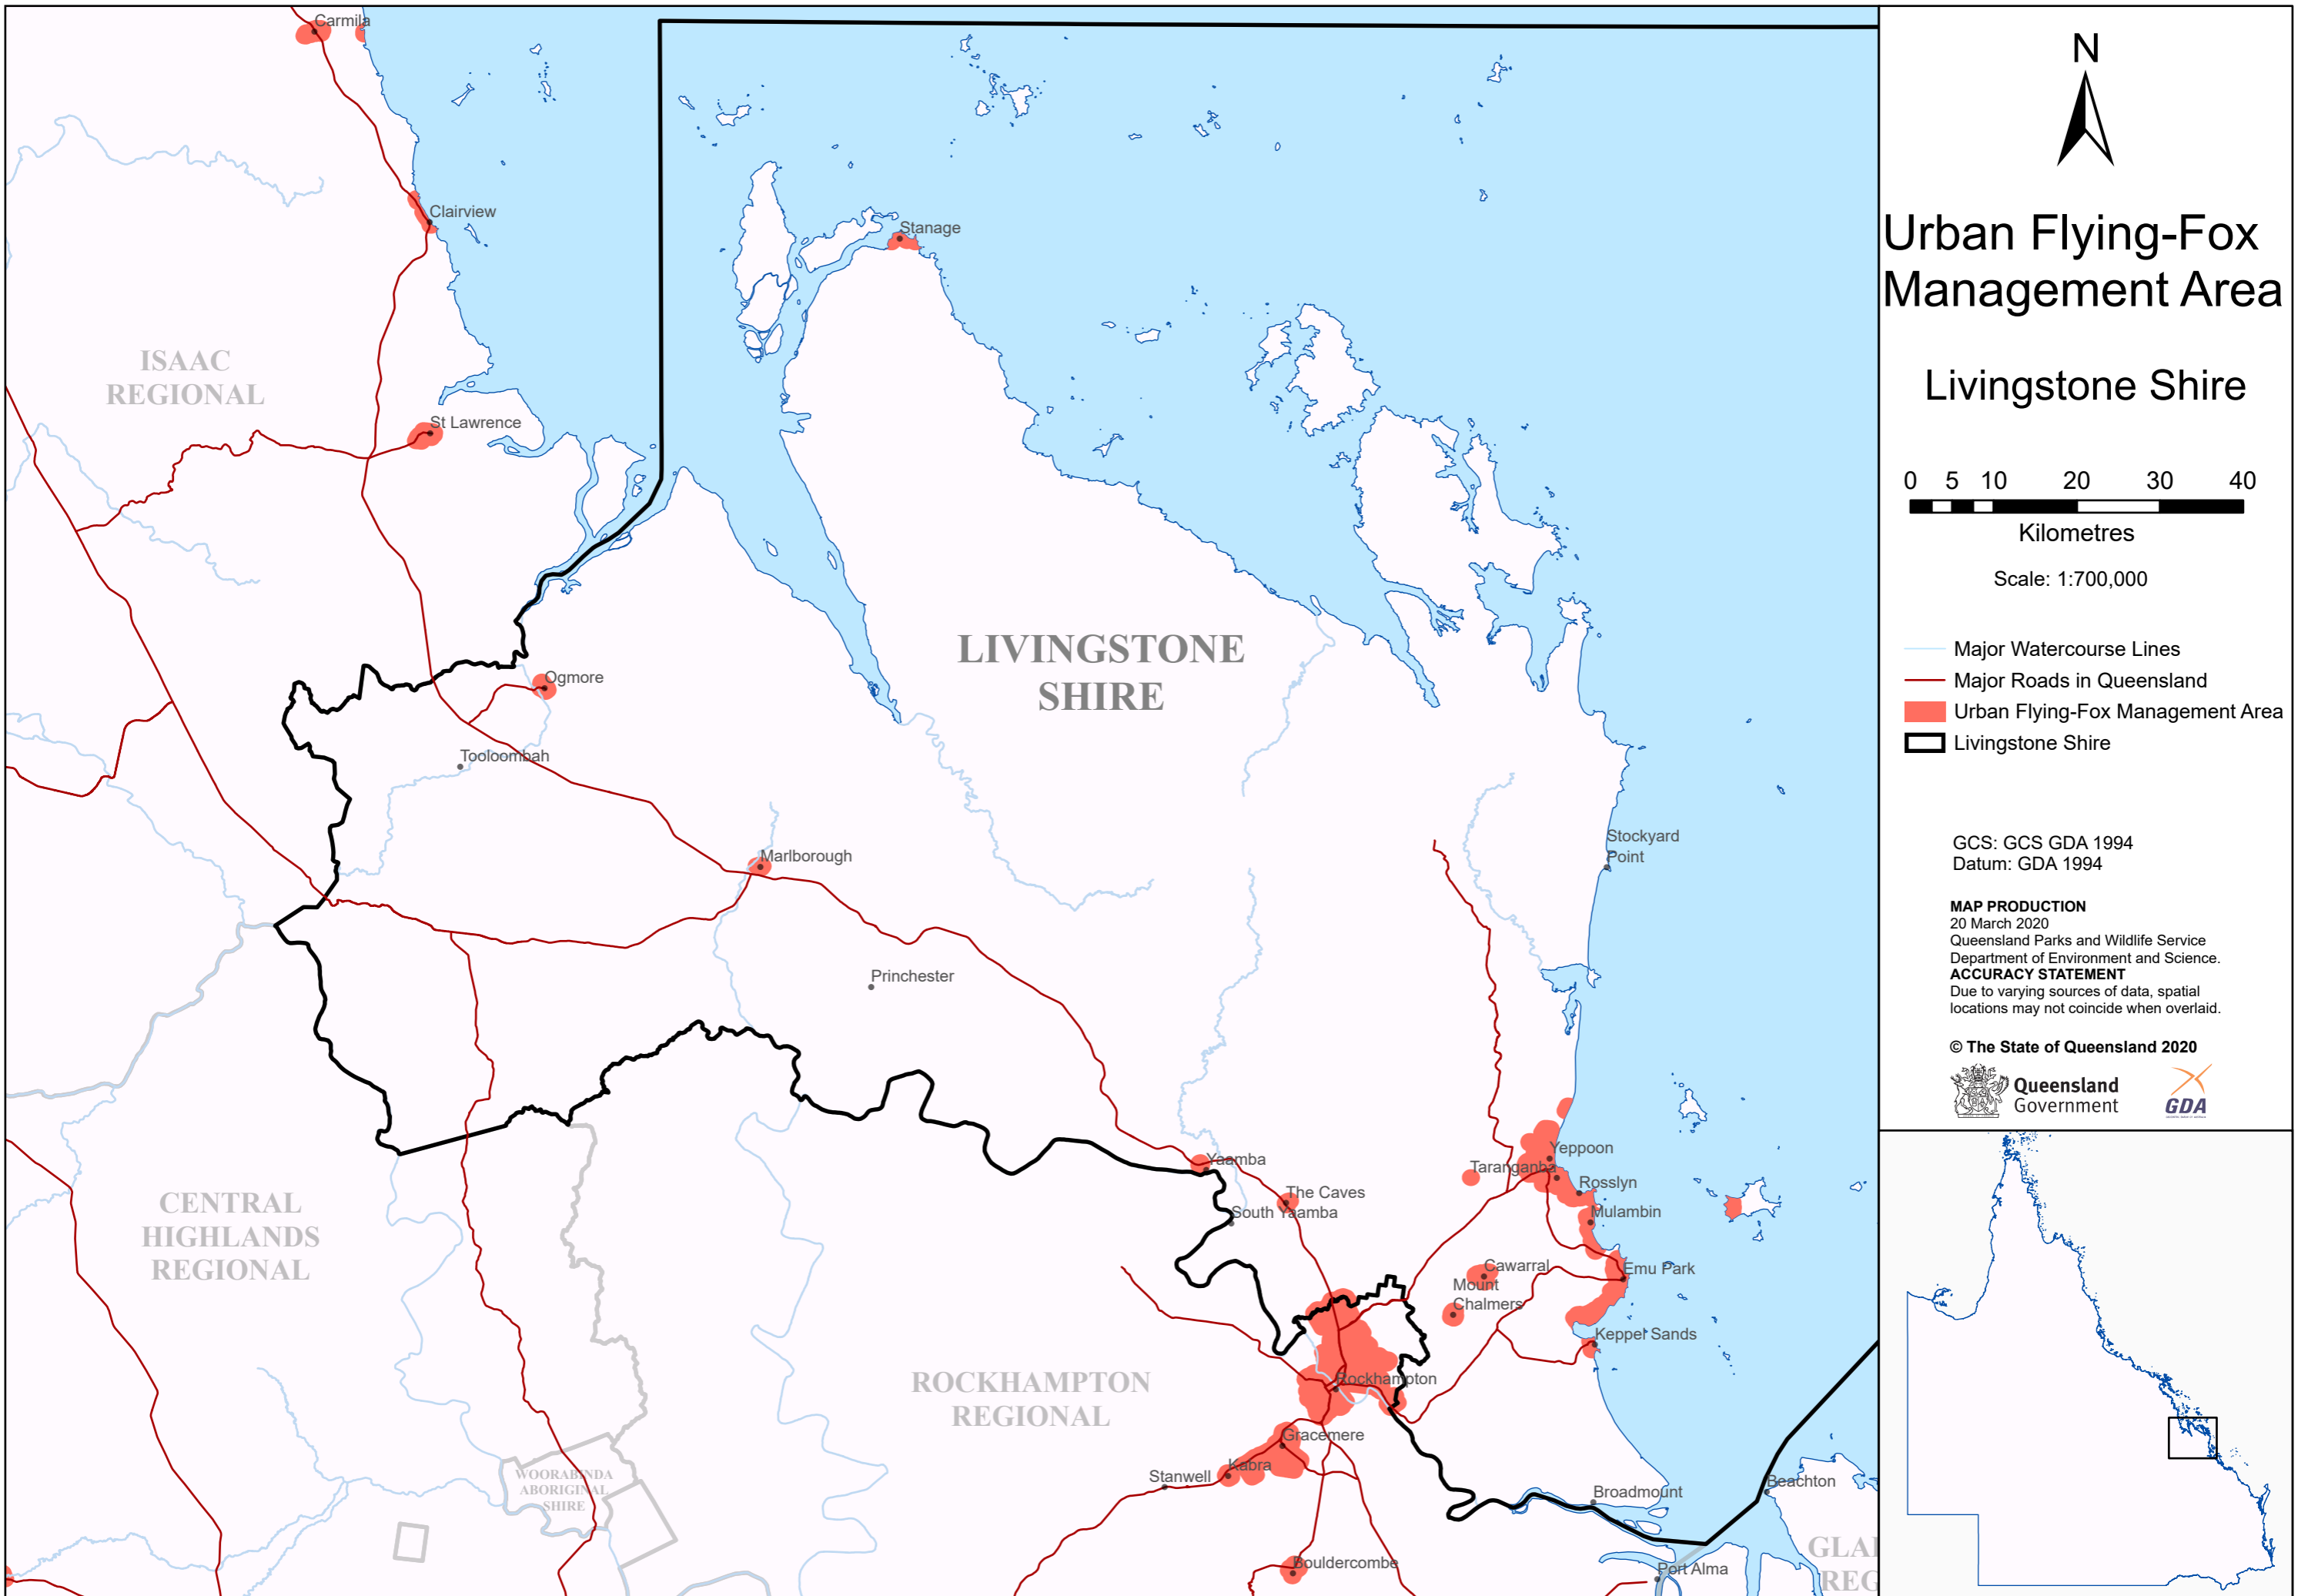 Carmila
Clairview
Stanage
ISAAC
REGIONAL
St Lawrence
LIVINGSTONE
SHIRE
Ogmore
Tooloombah
Marlborough
Stockyard
Point
Princhester
Yeppoon
Taranganba
Yaamba
The Caves
Rosslyn
South Yaamba
Mulambin
CENTRAL
HIGHLANDS
REGIONAL
Cawarral
Emu Park
Mount
Chalmers
Keppel Sands
ROCKHAMPTON
REGIONAL
Rockhampton
Gracemere
Kabra
Stanwell
WOORABINDA
ABORIGINAL
SHIRE
Broadmount
Beachton
Bouldercombe
Port Alma
GLAI
REG
N
Urban Flying-Fox
Management Area
Livingstone Shire
0 5 10 20 30 40
Kilometres
Scale: 1:700,000
Major Watercourse Lines
Major Roads in Queensland
Urban Flying-Fox Management Area
Livingstone Shire
GCS: GCS GDA 1994
Datum: GDA 1994
MAP PRODUCTION
20 March 2020
Queensland Parks and Wildlife Service
Department of Environment and Science.
ACCURACY STATEMENT
Due to varying sources of data, spatial
locations may not coincide when overlaid.
© The State of Queensland 2020
Queensland
Government
GDA